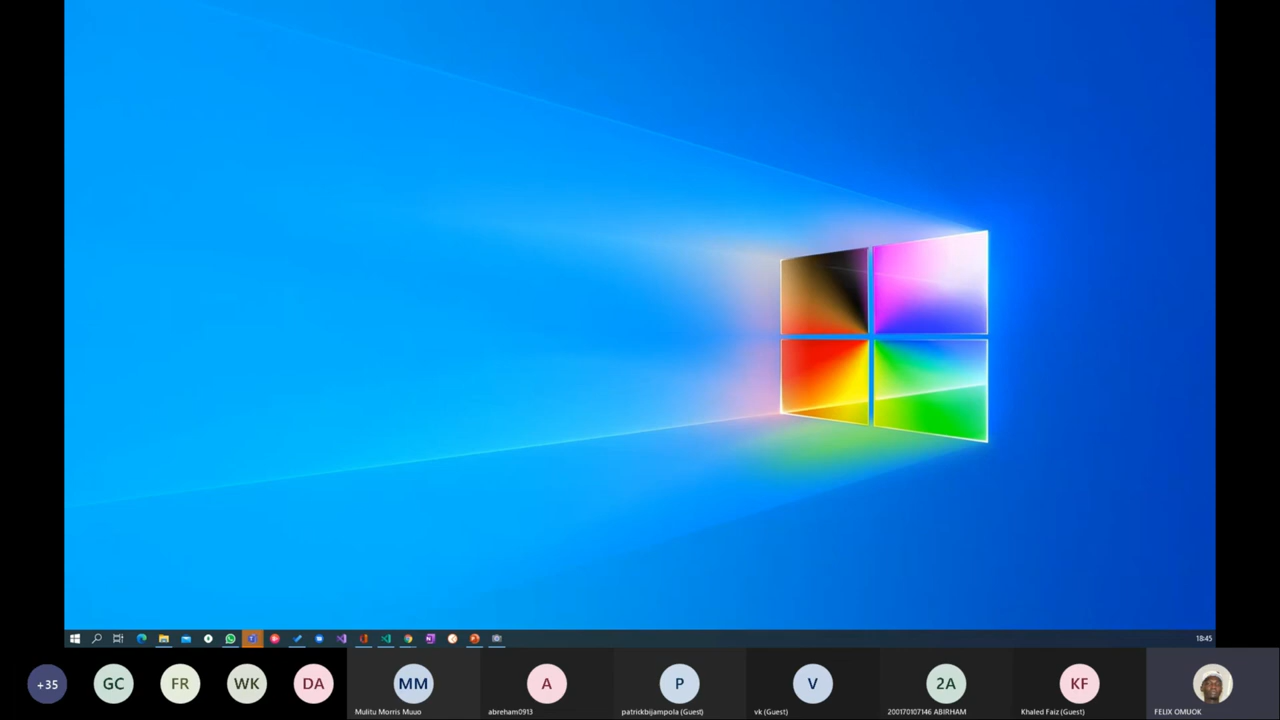 18:45
+35
GC
FR
WK
DA
MM
A
P
V
2A
KF
Mulitu Morris Muuo
abreham0913
patrickbijampola (Guest)
vk (Guest)
200170107146 ABIRHAM
Khaled Faiz (Guest)
FELIX OMUOK